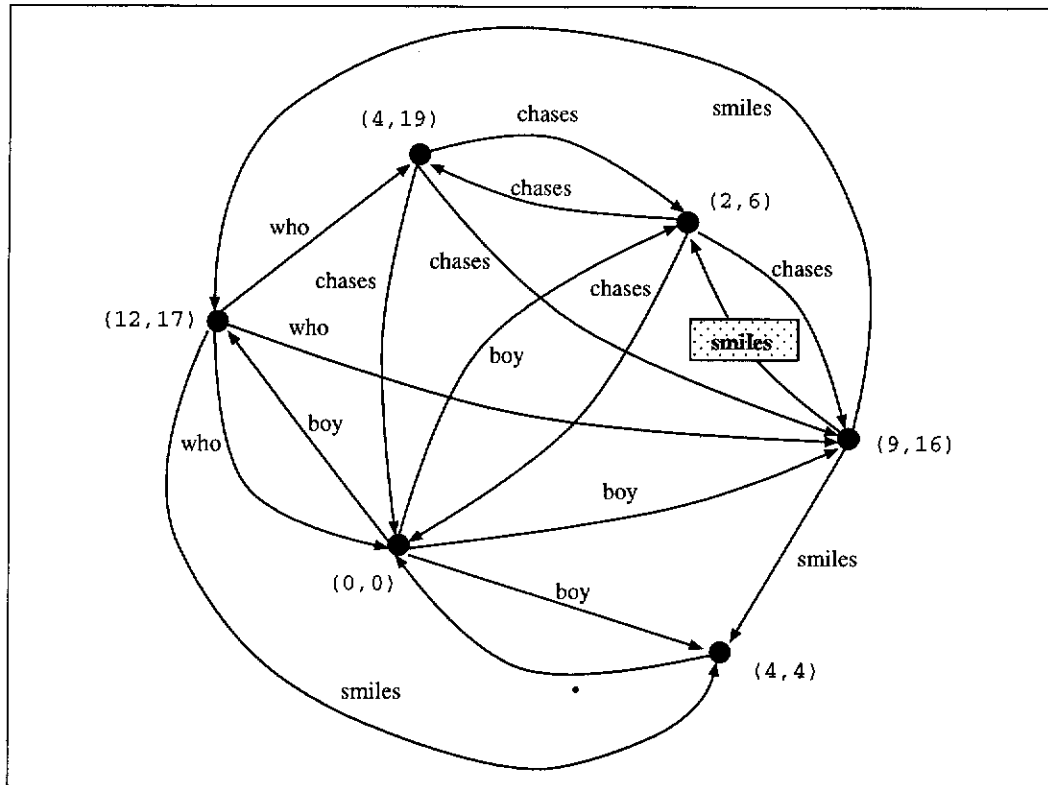 smiles
chases
(4,19)
chases
(2,6)
who
chases
chases
chases
chases
(12,17)
who
smiles
boy
boy
who
(9,16)
boy
smiles
(0,0)
boy
(4,4)
smiles
.